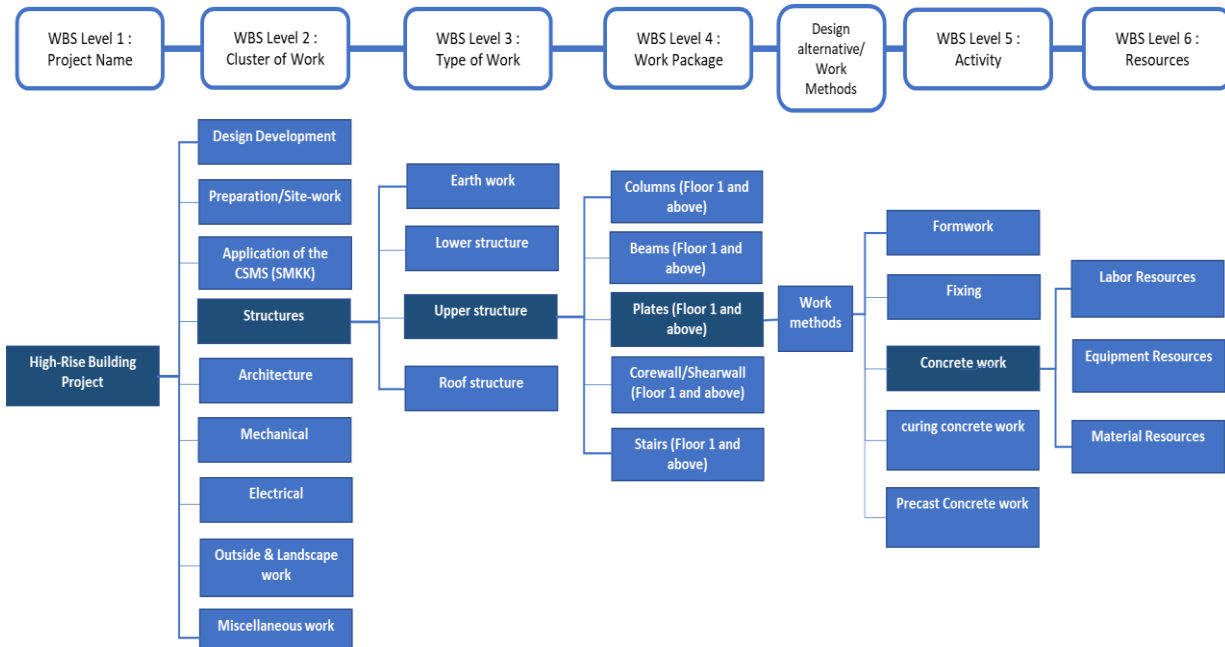 WBS Level 1 :
Project Name
WBS Level 2 :
Cluster of Work
WBS Level 3 :
Type of Work
WBS Level 4 :
Work Package
Design
alternative/
Work
Methods
WBS Level 5 :
Activity
WBS Level 6 :
Resources
High-Rise Building
Project
Design Development
Preparation/Site-work
Application of the
CSMS (SMKK)
Structures
Architecture
Mechanical
Electrical
Outside & Landscape
work
Miscellaneous work
Earth work
Lower structure
Upper structure
Roof structure
Columns (Floor 1 and
above)
Beams (Floor 1 and
above)
Plates (Floor 1 and
above)
Corewall/Shearwall
(Floor 1 and above)
Stairs (Floor 1 and
above)
Work
methods
Formwork
Fixing
Concrete work
curing concrete work
Precast Concrete work
Labor Resources
Equipment Resources
Material Resources